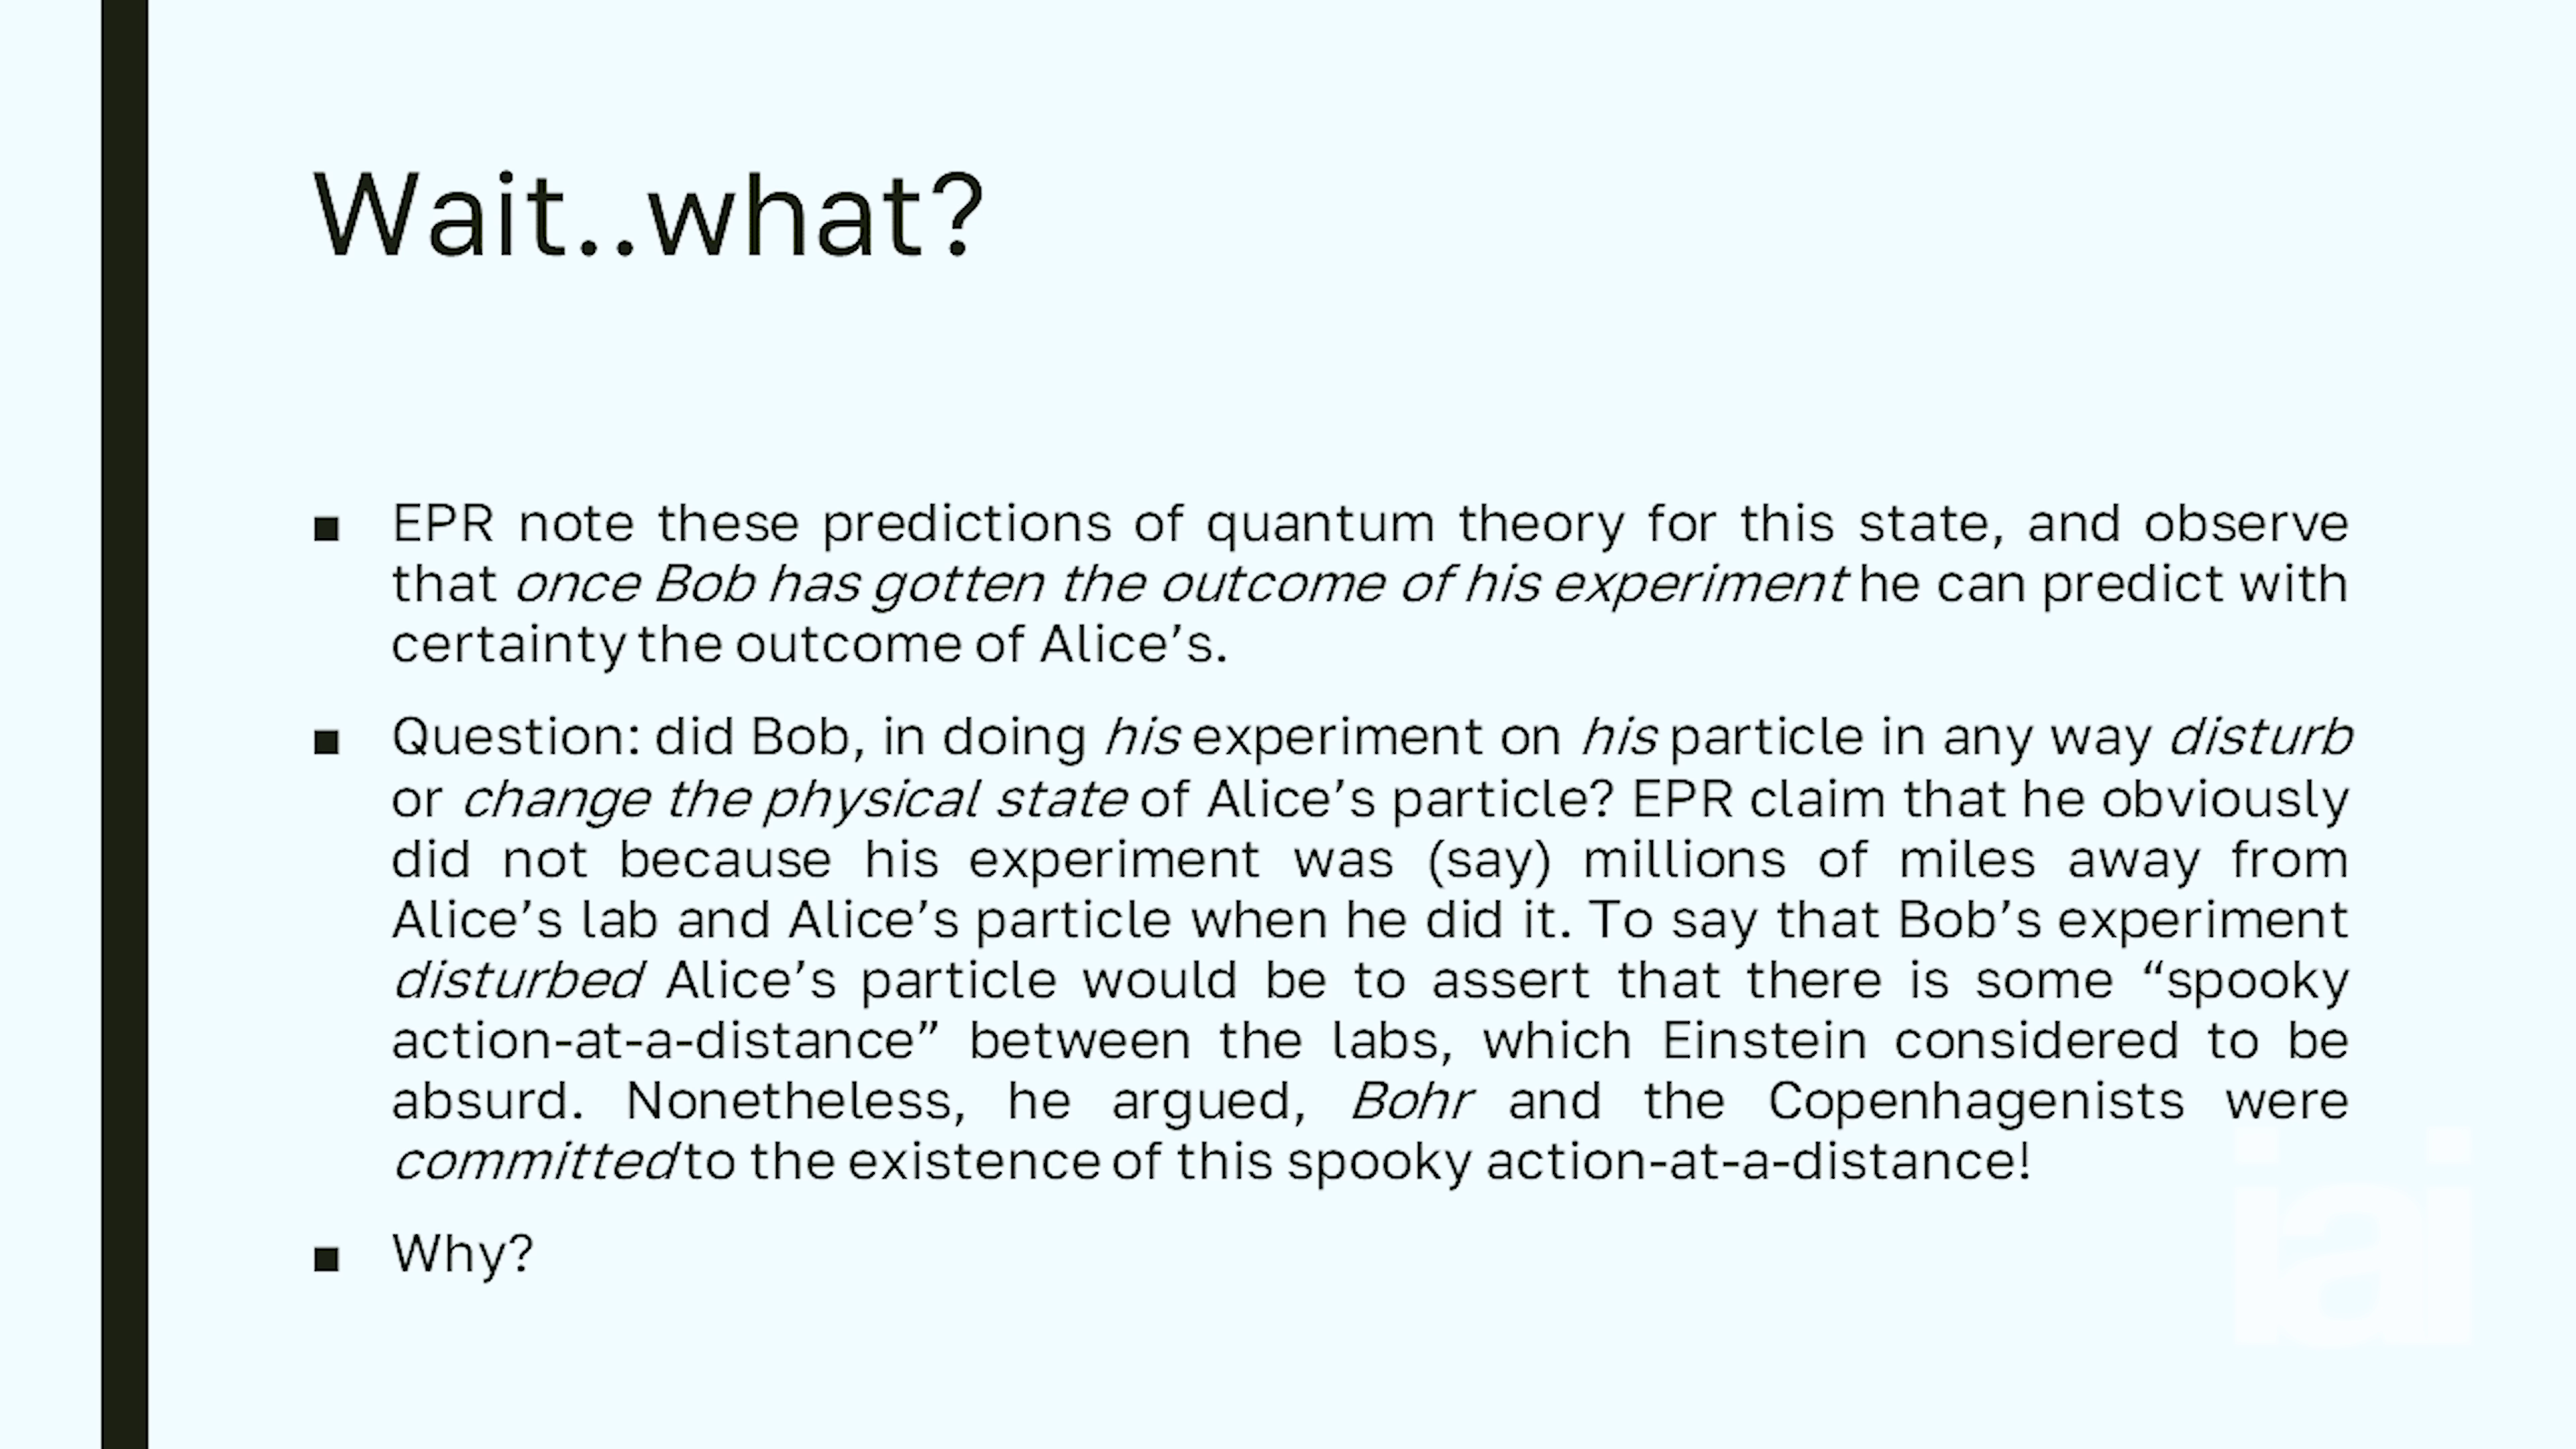 Wait..what?
▪ EPR note these predictions of quantum theory for this state, and observe
that once Bob has gotten the outcome of his experiment he can predict with
certainty the outcome of Alice’s.
▪ Question: did Bob, in doing his experiment on his particle in any way disturb
or change the physical state of Alice’s particle? EPR claim that he obviously
did not because his experiment was (say) millions of miles away from
Alice’s lab and Alice’s particle when he did it. To say that Bob’s experiment
disturbed Alice’s particle would be to assert that there is some “spooky
action-at-a-distance” between the labs, which Einstein considered to be
absurd. Nonetheless, he argued, Bohr and the Copenhagenists were
committed to the existence of this spooky action-at-a-distance!
▪ Why?
iai